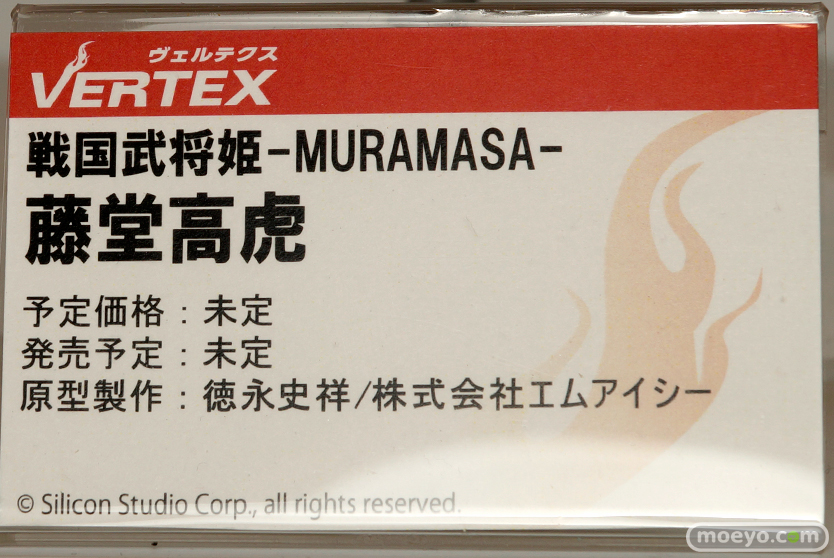 ヴェルテクス
VERTEX
戦国武将姫-MURAMASA-
藤堂高虎
予定価格：未定
発売予定：未定
原型製作：徳永史祥/株式会社エムアイシー
© Silicon Studio Corp., all rights reserved.
moeyo.com